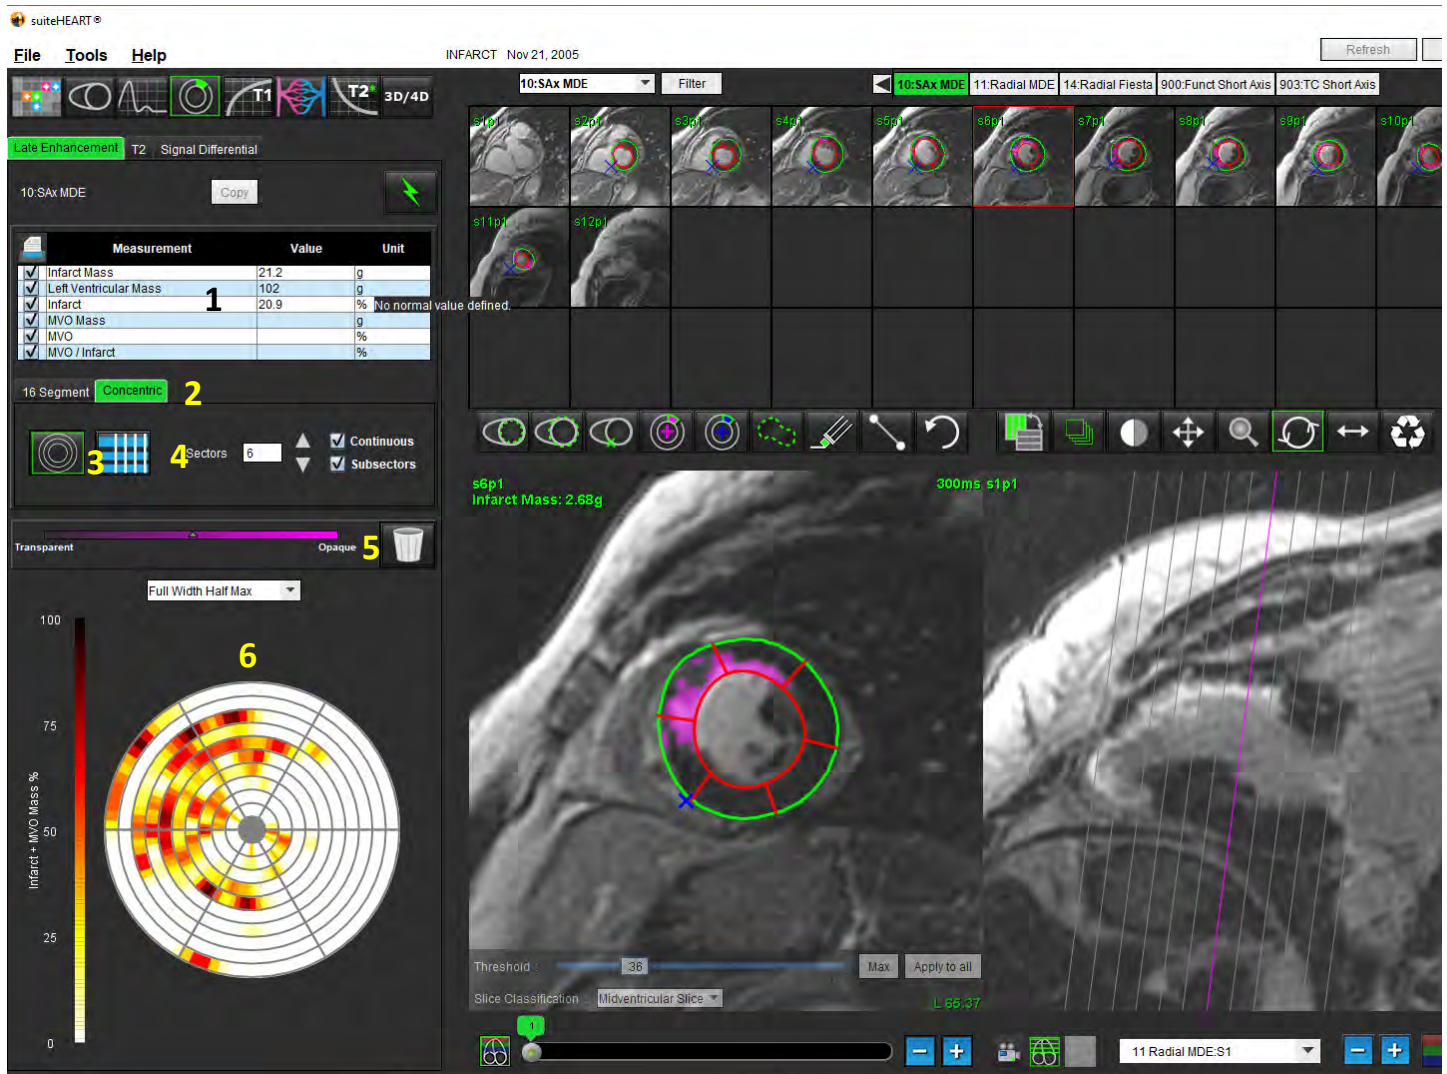 suiteHEART®
File Tools Help
INFARCT Nov 21, 2005
Refresh
T1 T2* 3D/4D
10:SAx MDE Filter
10:SAx MDE 11:Radial MDE 14:Radial Fiesta 900:Funct Short Axis 903:TC Short Axis
Late Enhancement T2 Signal Differential
10:SAx MDE Copy
s1p1 s2p1 s3p1 s4p1 s5p1 s6p1 s7p1 s8p1 s9p1 s10p1
s11p1 s12p1
Measurement Value Unit
Infarct Mass 21.2 g
Left Ventricular Mass 102 g
1
Infarct 20.9 % No normal value defined.
MVO Mass g
MVO %
MVO / Infarct %
16 Segment Concentric 2
3
4 Sectors 6
Continuous
Subsectors
Transparent Opaque 5
Full Width Half Max
6
100
75
50
25
0
Infarct + MVO Mass %
s6p1
Infarct Mass: 2.68g
300ms s1p1
Threshold : 36 Max Apply to all
Slice Classification : Midventricular Slice
L 65.37
1
11 Radial MDE:S1